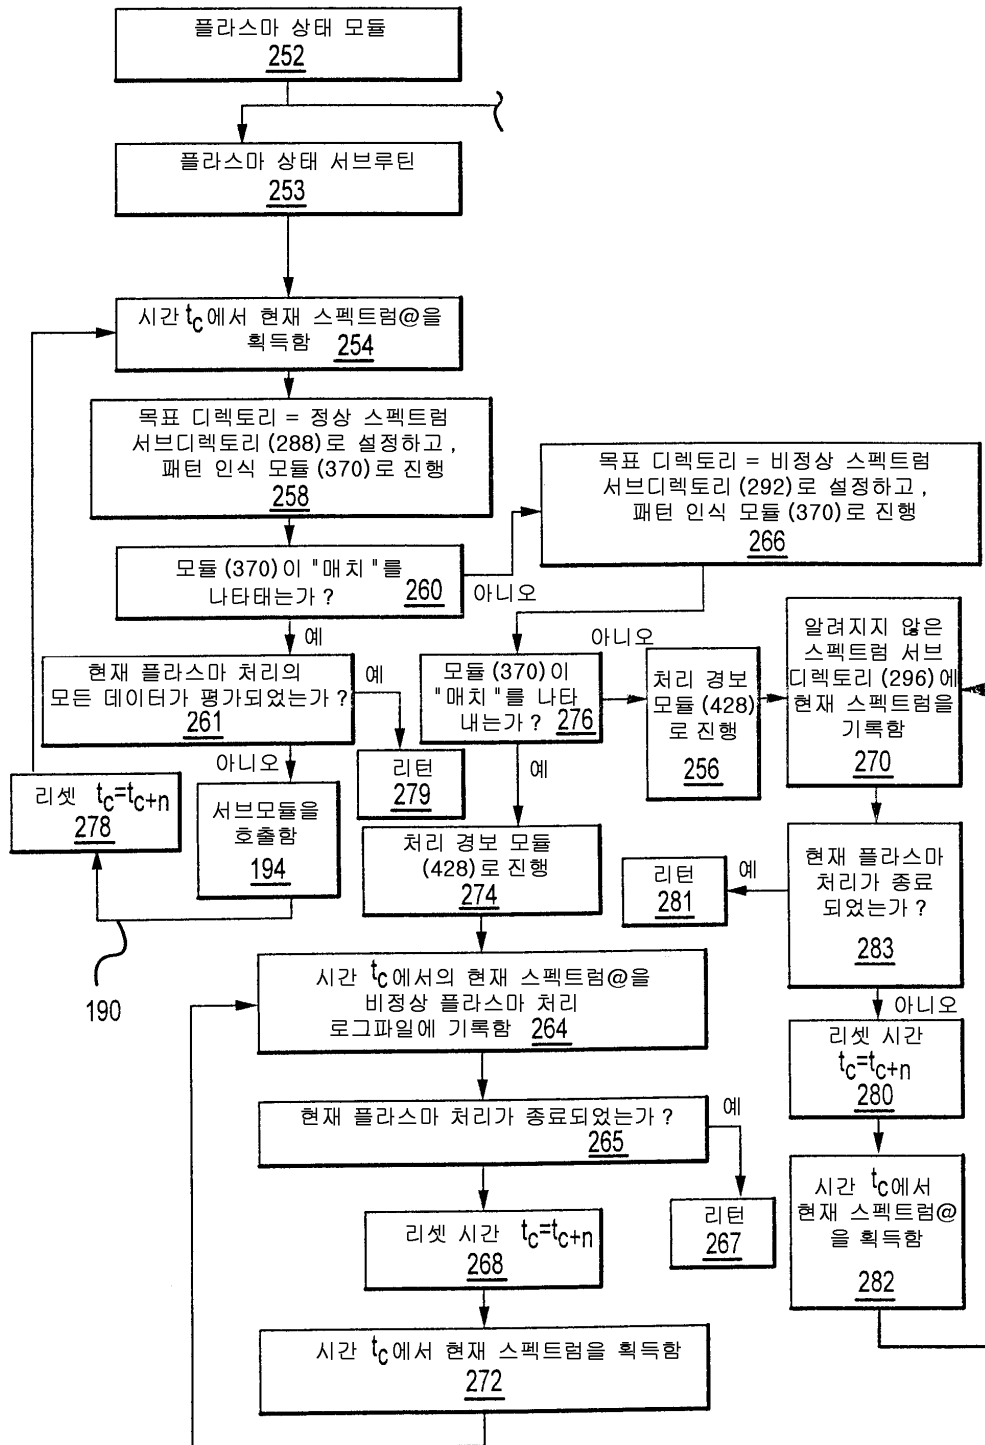 플라스마 상태 모듈
252
플라스마 상태 서브루틴
253
시간 tc에서 현재 스펙트럼@을
획득함 254
목표 디렉토리 = 정상 스펙트럼
서브디렉토리(288)로 설정하고,
패턴 인식 모듈(370)로 진행
258
목표 디렉토리 = 비정상 스펙트럼
서브디렉토리(292)로 설정하고,
패턴 인식 모듈(370)로 진행
266
모듈(370)이 "매치"를
나타태는가? 260
아니오
예
현재 플라스마 처리의
모든 데이터가 평가되었는가?
261
예
아니오
리턴
279
리셋 tc=tc+n
278
서브모듈을
호출함
194
190
모듈(370)이
"매치"를 나타
내는가? 276
아니오
예
처리 경보
모듈(428)
로 진행
256
알려지지 않은
스펙트럼 서브
디렉토리(296)에
현재 스펙트럼을
기록함
270
처리 경보 모듈
(428)로 진행
274
현재 플라스마
처리가 종료
되었는가?
283
예
리턴
281
아니오
시간 tc에서의 현재 스펙트럼@을
비정상 플라스마 처리
로그파일에 기록함 264
리셋 시간
tc=tc+n
280
현재 플라스마 처리가 종료되었는가?
265
예
리턴
267
시간 tc에서
현재 스펙트럼@
을 획득함
282
리셋 시간 tc=tc+n
268
시간 tc에서 현재 스펙트럼을 획득함
272